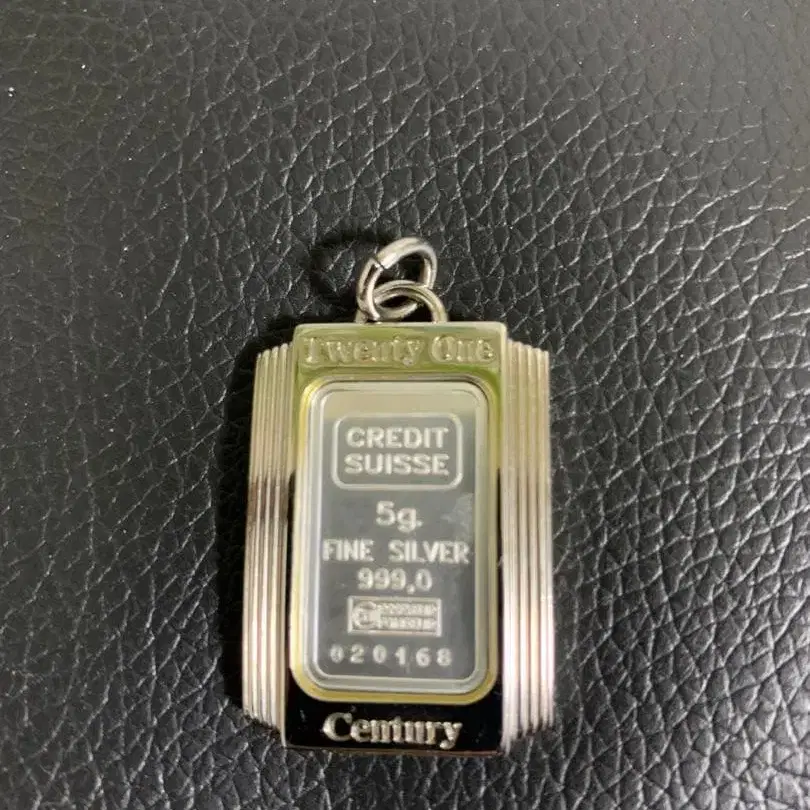 Twenty One
CREDIT
SUISSE
5g.
FINE SILVER
999,0
020168
Century